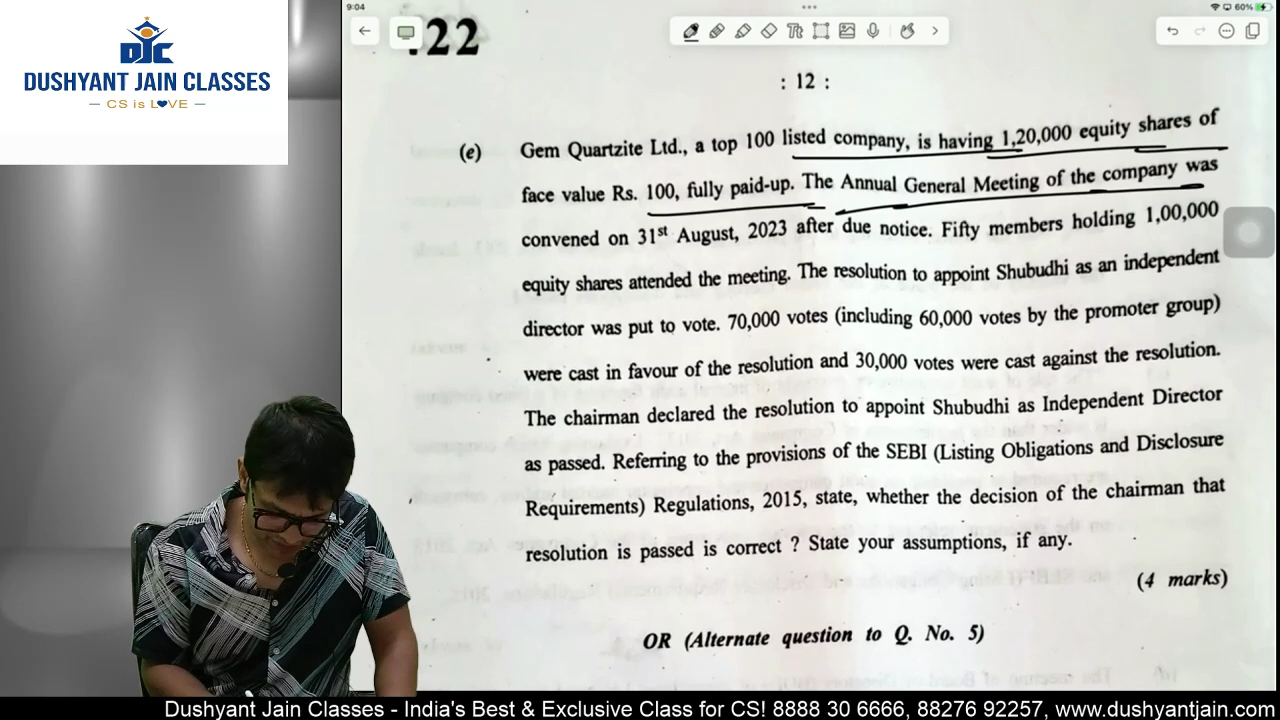 9:04
60%
DJC
DUSHYANT JAIN CLASSES
— CS is LVE —
22
: 12 :
(e) Gem Quartzite Ltd., a top 100 listed company, is having 1,20,000 equity shares of
face value Rs. 100, fully paid-up. The Annual General Meeting of the company was
convened on 31st August, 2023 after due notice. Fifty members holding 1,00,000
equity shares attended the meeting. The resolution to appoint Shubudhi as an independent
director was put to vote. 70,000 votes (including 60,000 votes by the promoter group)
were cast in favour of the resolution and 30,000 votes were cast against the resolution.
The chairman declared the resolution to appoint Shubudhi as Independent Director
as passed. Referring to the provisions of the SEBI (Listing Obligations and Disclosure
Requirements) Regulations, 2015, state, whether the decision of the chairman that
resolution is passed is correct ? State your assumptions, if any.
(4 marks)
OR (Alternate question to Q. No. 5)
Dushyant Jain Classes - India's Best & Exclusive Class for CS! 8888 30 6666, 88276 92257, www.dushyantjain.com